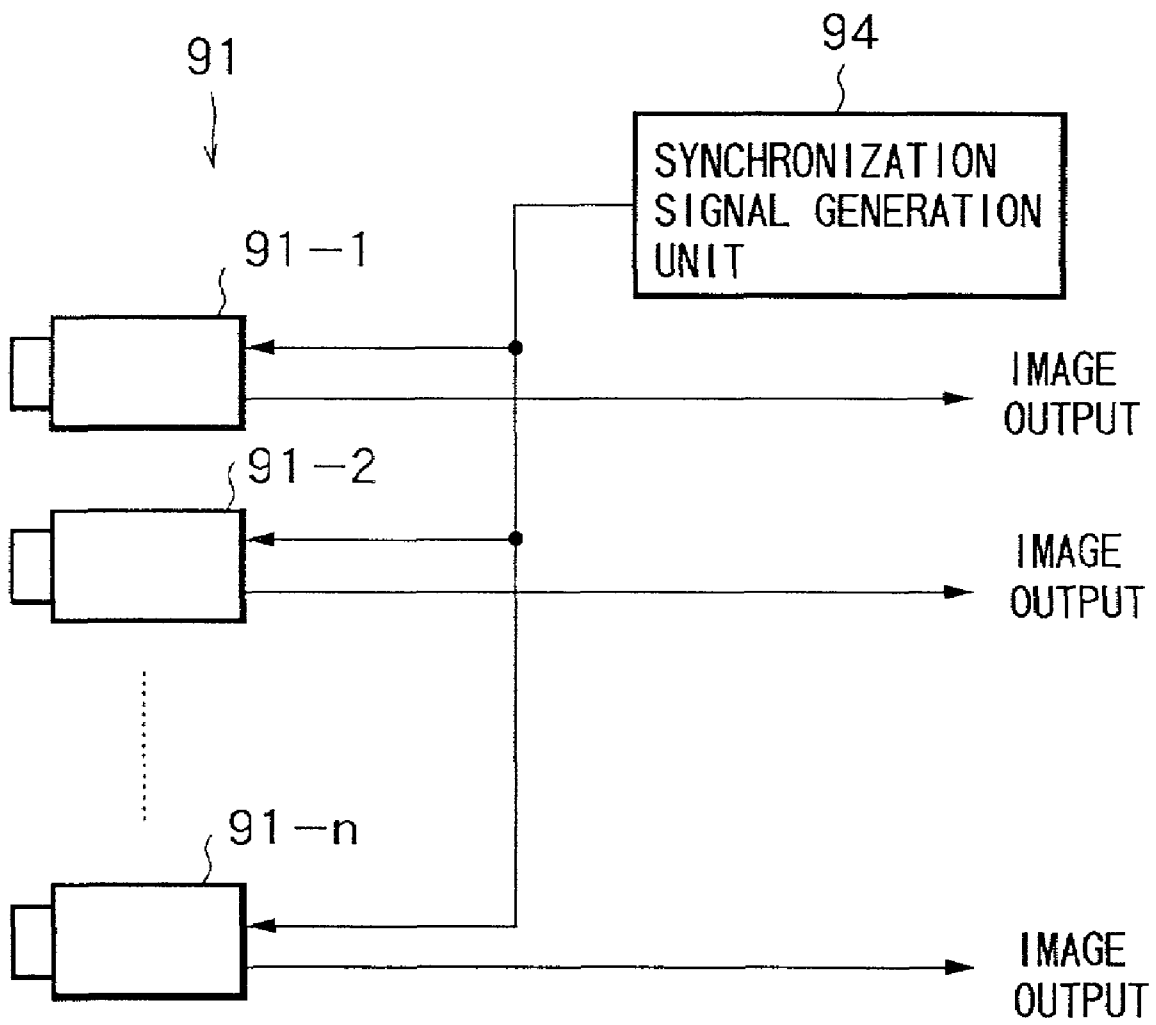 91
94
SYNCHRONIZATION
SIGNAL GENERATION
UNIT
91-1
IMAGE
OUTPUT
91-2
IMAGE
OUTPUT
91-n
IMAGE
OUTPUT